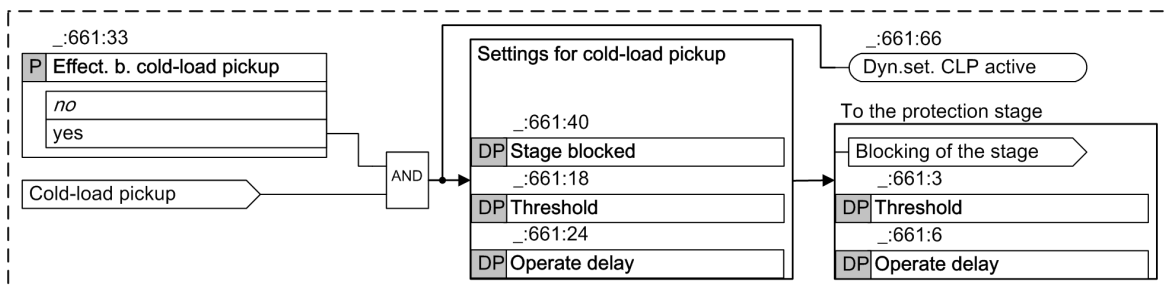 _:661:33
P Effect. b. cold-load pickup
no
yes
Cold-load pickup
AND
Settings for cold-load pickup
_:661:40
DP Stage blocked
_:661:18
DP Threshold
_:661:24
DP Operate delay
_:661:66
Dyn.set. CLP active
To the protection stage
Blocking of the stage
_:661:3
DP Threshold
_:661:6
DP Operate delay